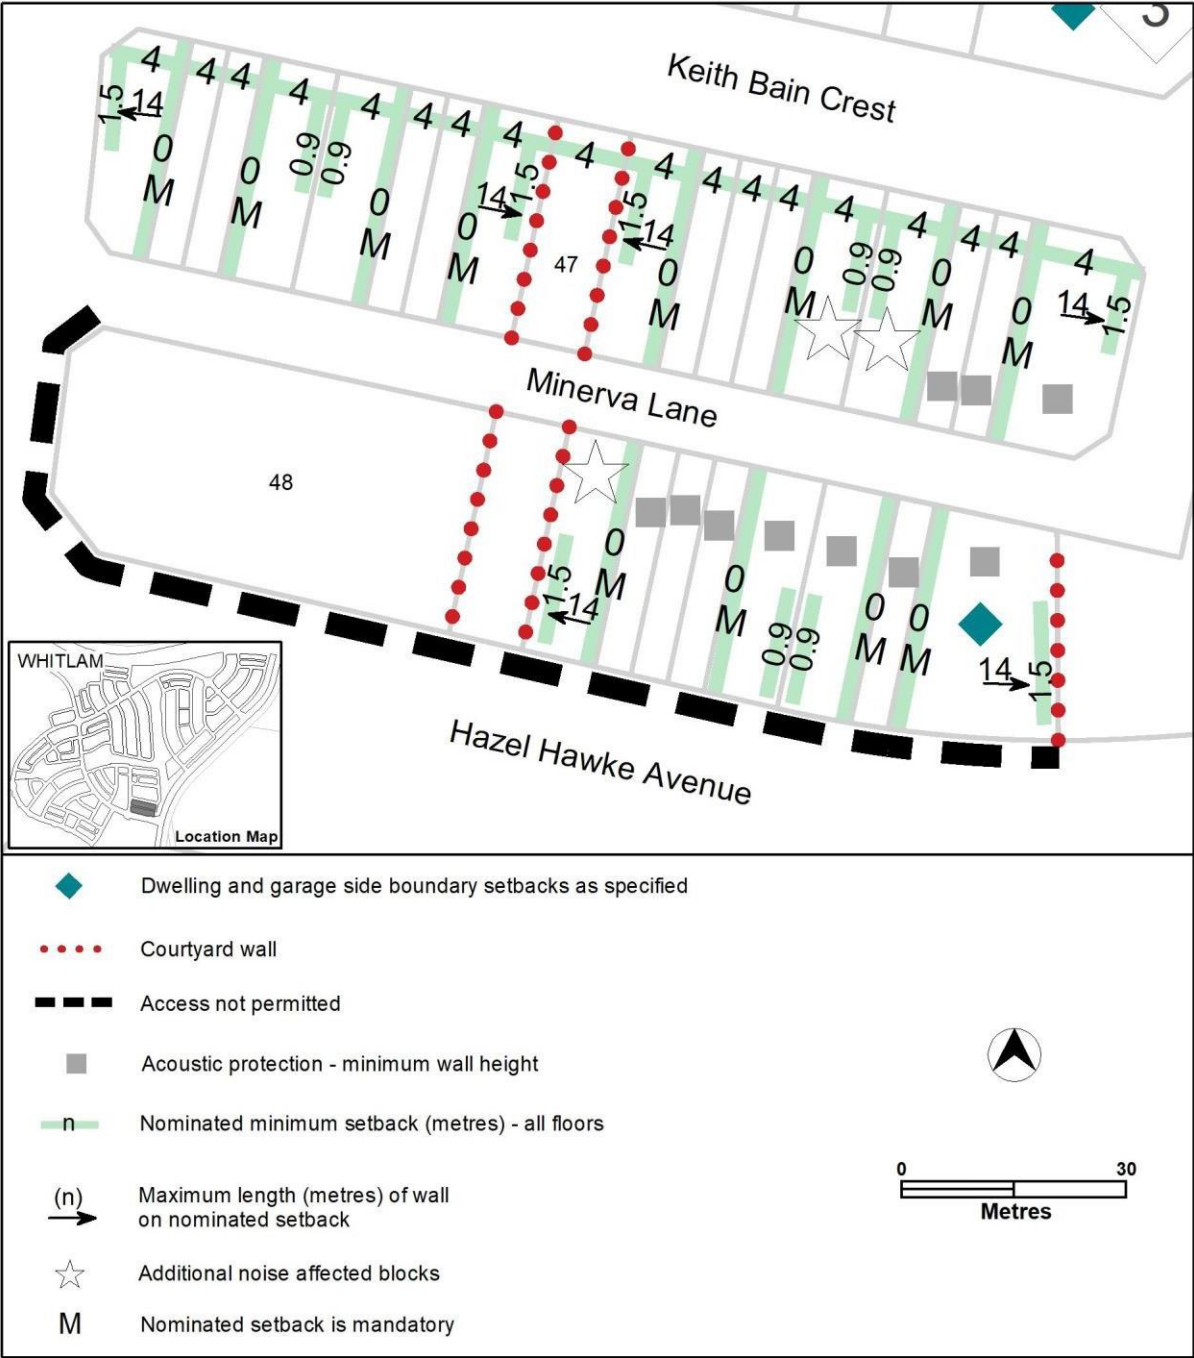 3
Keith Bain Crest
4 4 4 4 4 4 4 4 4 4 4 4 4 4 4 4 4 4
1.5 14
0 M
0 M
0.9 0.9
0 M
0 M
14 1.5
47
1.5 14
0 M
0 M
0.9 0.9
0 M
0 M
14 1.5
Minerva Lane
48
1.5 14
0 M
0 M
0.9 0.9
0 M
0 M
14 1.5
Hazel Hawke Avenue
WHITLAM
Location Map
Dwelling and garage side boundary setbacks as specified
Courtyard wall
Access not permitted
Acoustic protection - minimum wall height
n Nominated minimum setback (metres) - all floors
(n) Maximum length (metres) of wall
on nominated setback
Additional noise affected blocks
M Nominated setback is mandatory
0 30
Metres